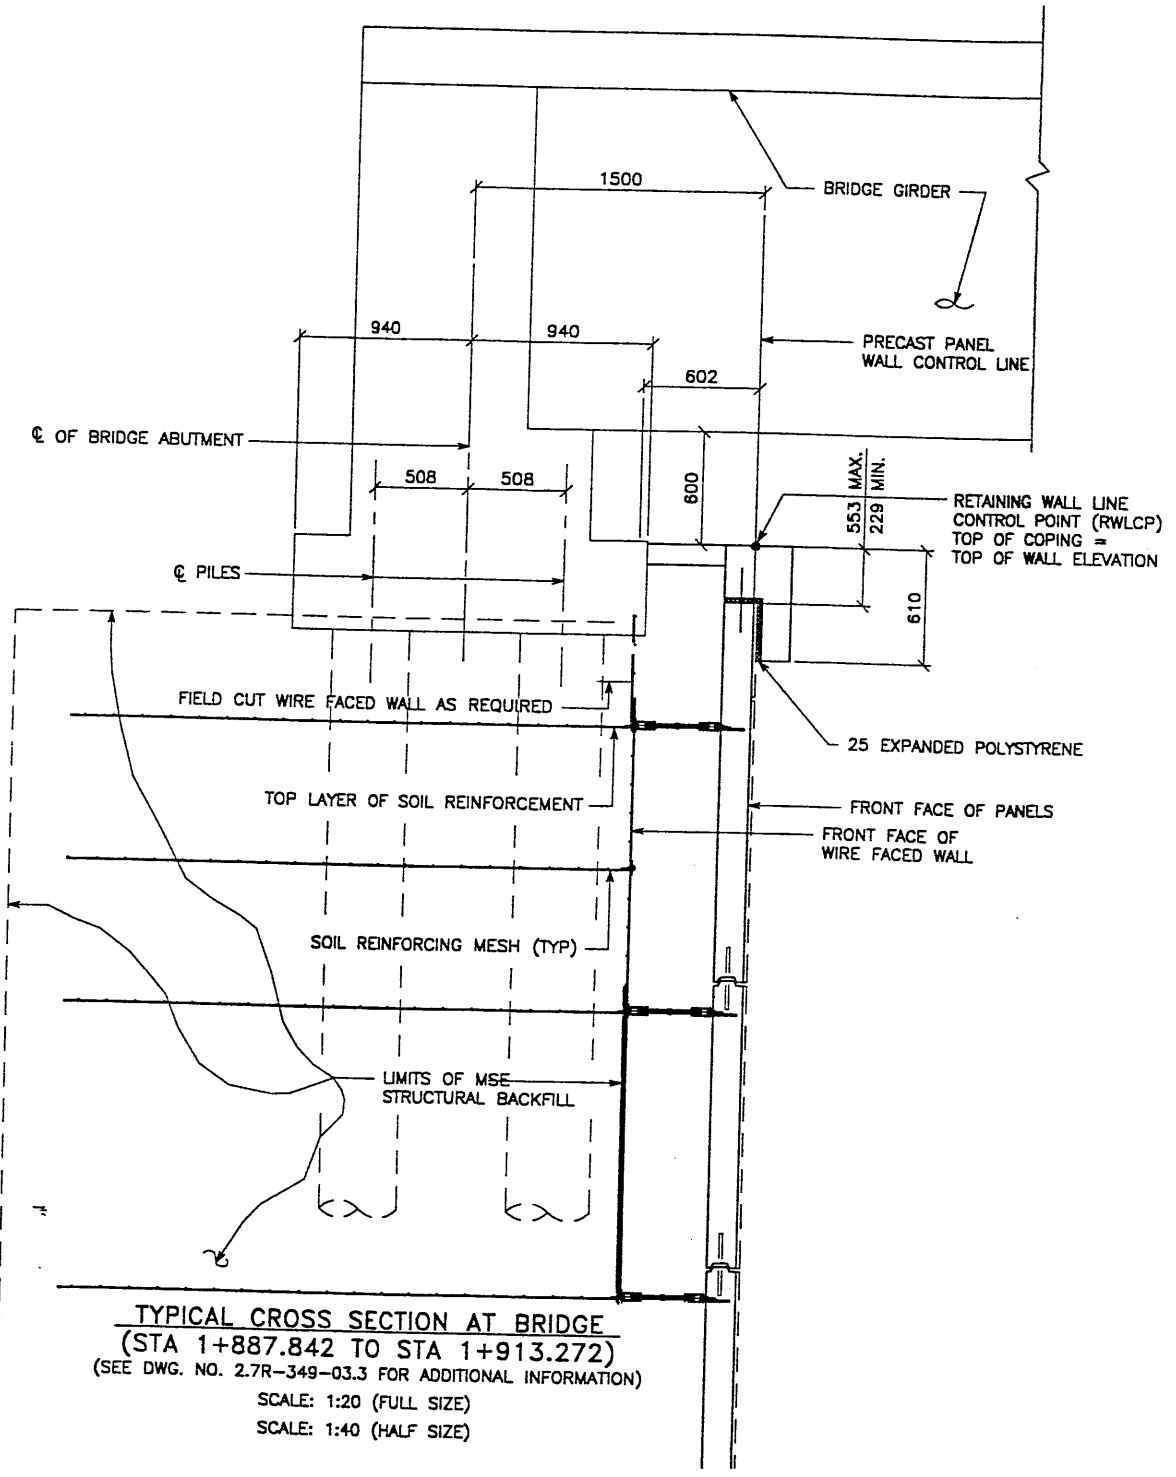 1500
BRIDGE GIRDER
940
940
PRECAST PANEL
WALL CONTROL LINE
602
℄ OF BRIDGE ABUTMENT
508
508
600
553 MAX.
229 MIN.
RETAINING WALL LINE
CONTROL POINT (RWLCP)
TOP OF COPING =
TOP OF WALL ELEVATION
℄ PILES
610
FIELD CUT WIRE FACED WALL AS REQUIRED
25 EXPANDED POLYSTYRENE
TOP LAYER OF SOIL REINFORCEMENT
FRONT FACE OF PANELS
FRONT FACE OF
WIRE FACED WALL
SOIL REINFORCING MESH (TYP)
LIMITS OF MSE
STRUCTURAL BACKFILL
TYPICAL CROSS SECTION AT BRIDGE
(STA 1+887.842 TO STA 1+913.272)
(SEE DWG. NO. 2.7R-349-03.3 FOR ADDITIONAL INFORMATION)
SCALE: 1:20 (FULL SIZE)
SCALE: 1:40 (HALF SIZE)